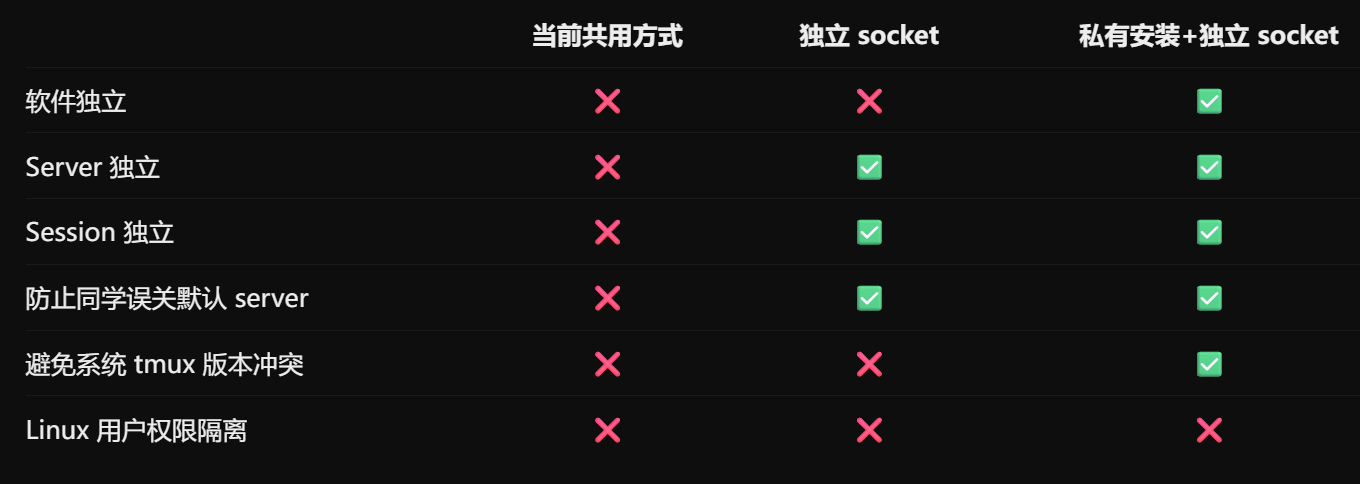 当前共用方式 独立 socket 私有安装+独立 socket
软件独立 ❌ ❌ ✅
Server 独立 ❌ ✅ ✅
Session 独立 ❌ ✅ ✅
防止同学误关默认 server ❌ ✅ ✅
避免系统 tmux 版本冲突 ❌ ❌ ✅
Linux 用户权限隔离 ❌ ❌ ❌